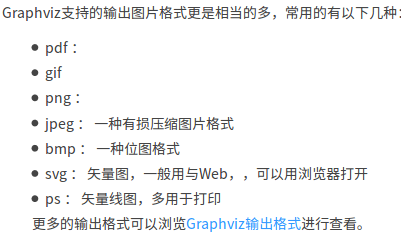 Graphviz支持的输出图片格式更是相当的多，常用的有以下几种：
● pdf：
● gif
● png：
● jpeg： 一种有损压缩图片格式
● bmp： 一种位图格式
● svg： 矢量图，一般用与Web，，可以用浏览器打开
● ps： 矢量线图，多用于打印
更多的输出格式可以浏览Graphviz输出格式进行查看。